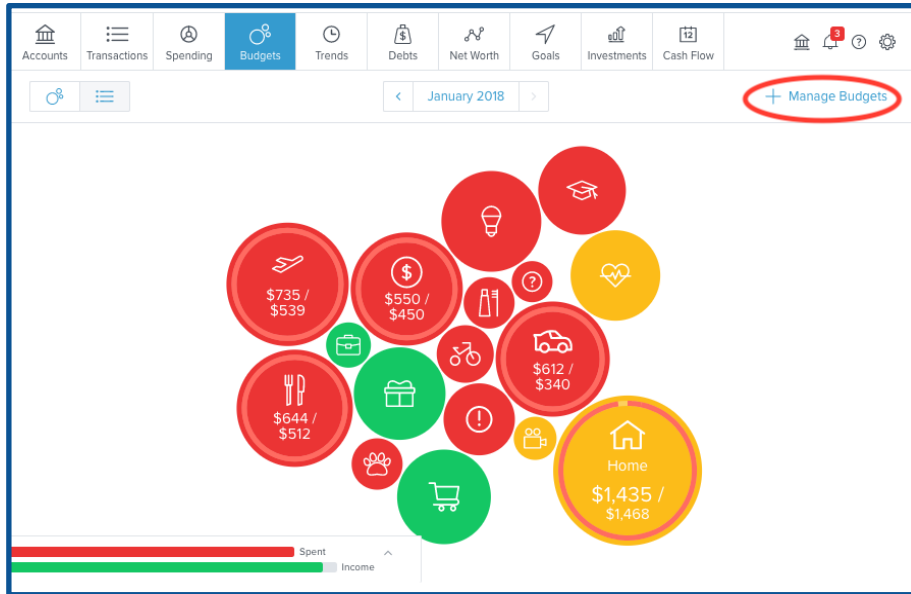 Accounts
Transactions
Spending
Budgets
Trends
Debts
Net Worth
Goals
Investments
12
Cash Flow
3
?
< January 2018 >
+ Manage Budgets
$735 /
$539
$
$550 /
$450
?
$612 /
$340
$644 /
$512
!
Home
$1,435 /
$1,468
Spent
Income